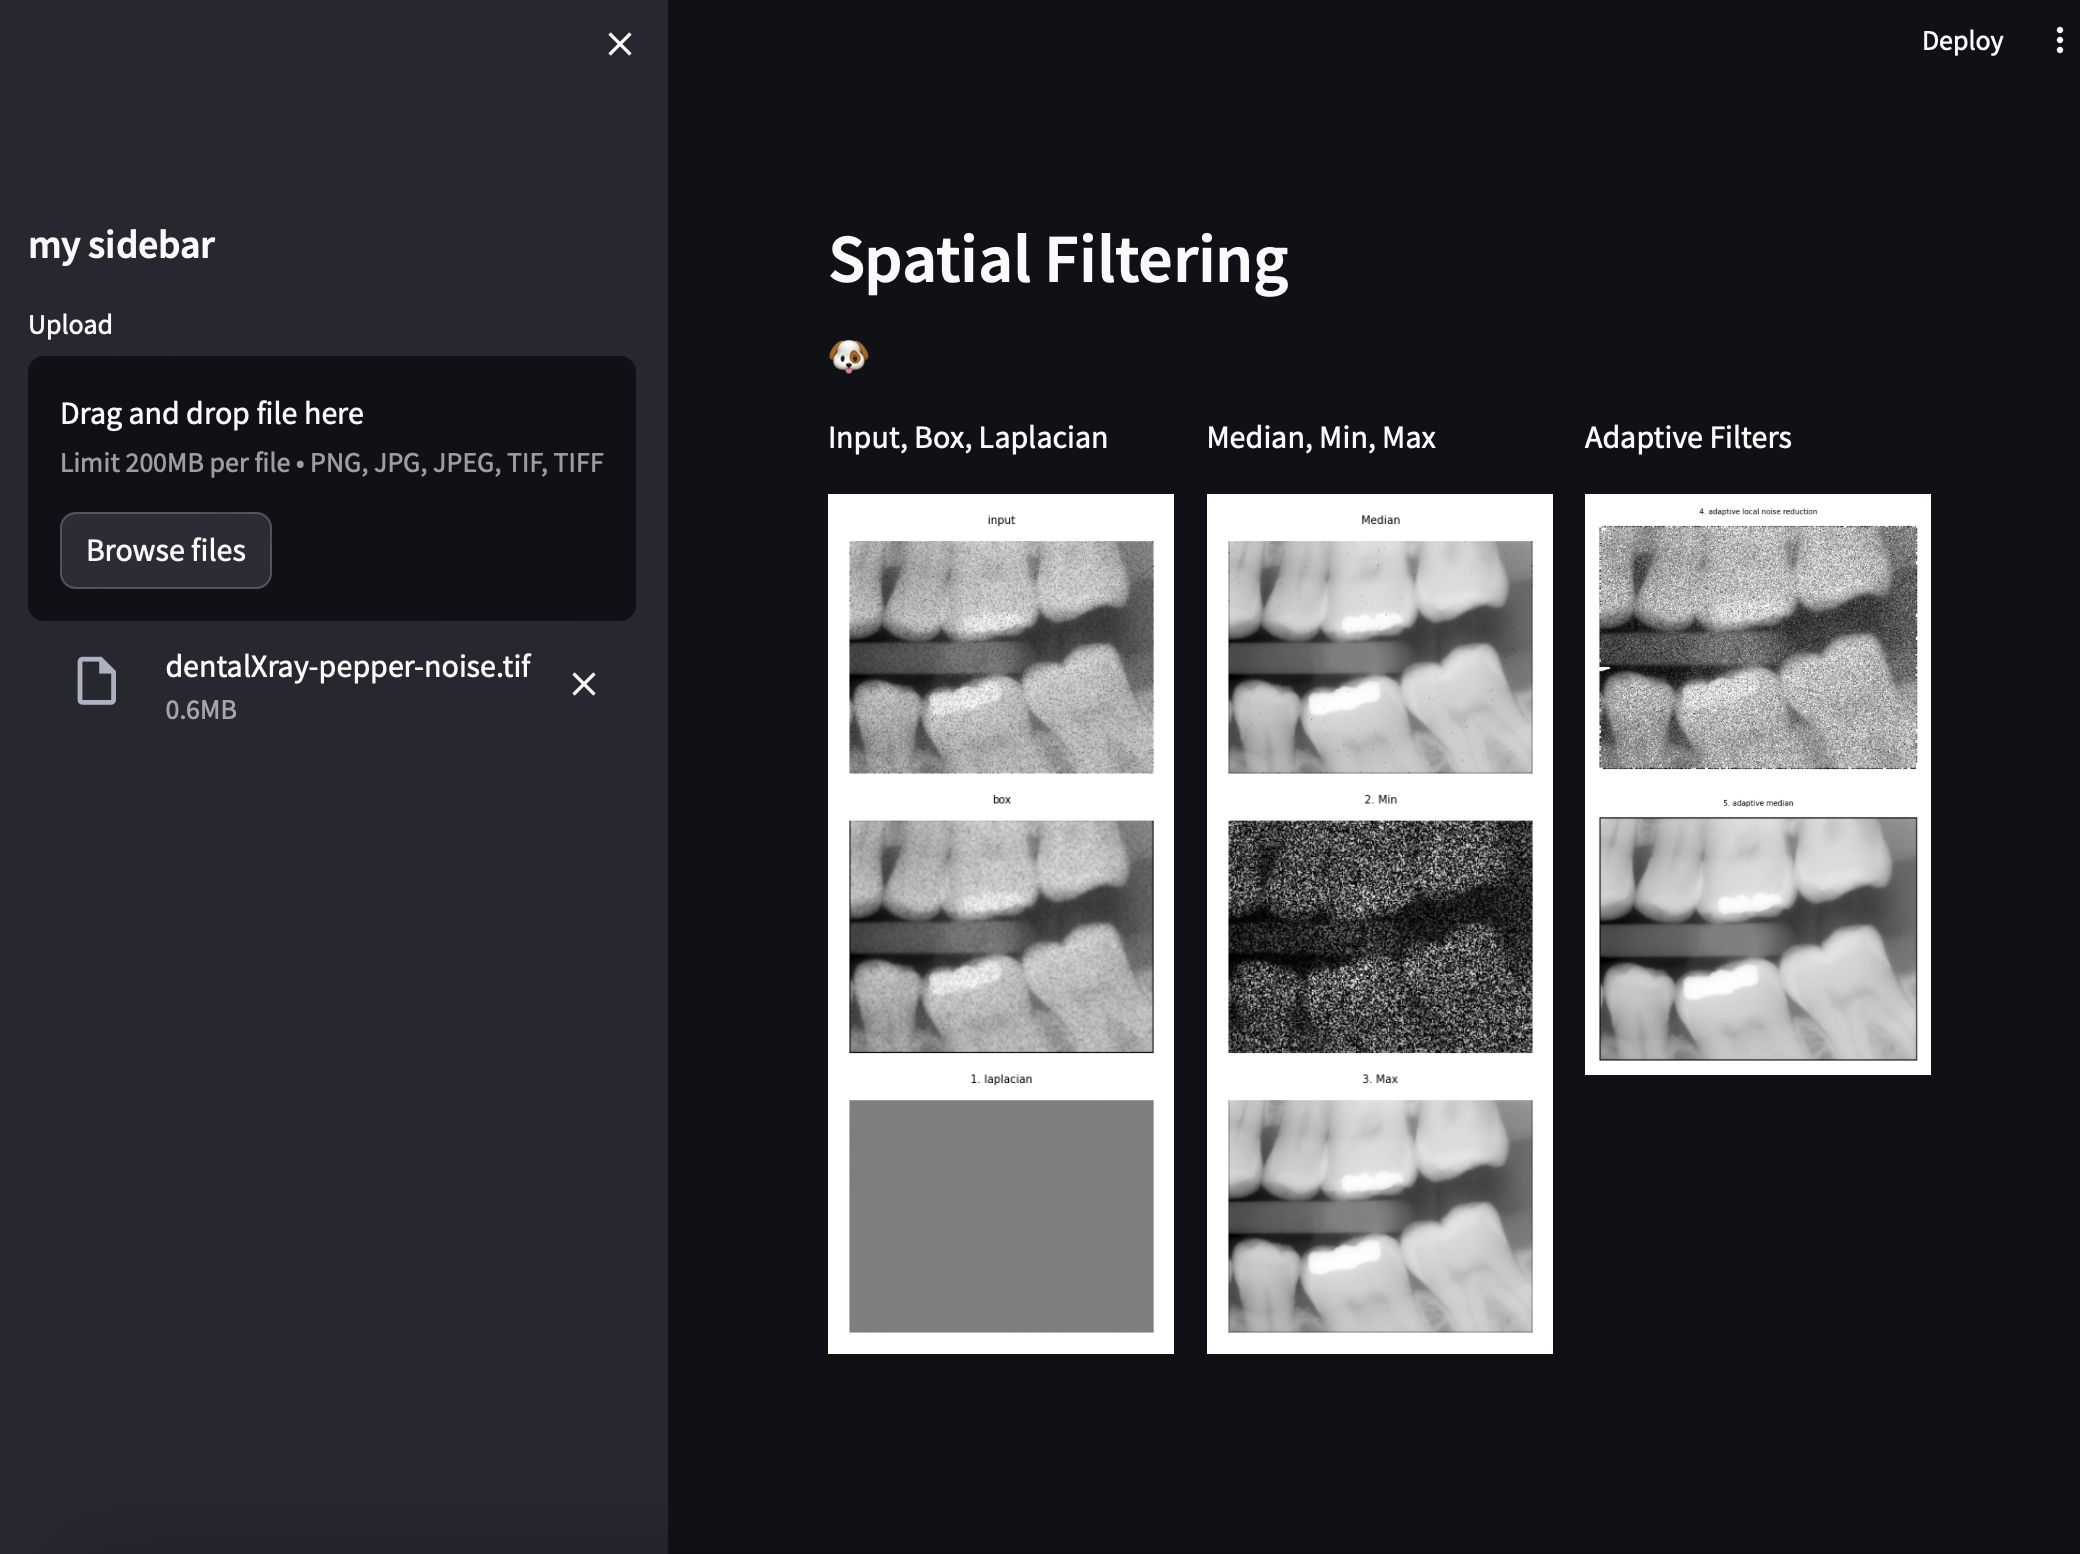 Deploy
my sidebar
Upload
Drag and drop file here
Limit 200MB per file • PNG, JPG, JPEG, TIF, TIFF
Browse files
dentalXray-pepper-noise.tif
0.6MB
Spatial Filtering
Input, Box, Laplacian
input
box
1. laplacian
Median, Min, Max
Median
2. Min
3. Max
Adaptive Filters
4. adaptive local noise reduction
5. adaptive median